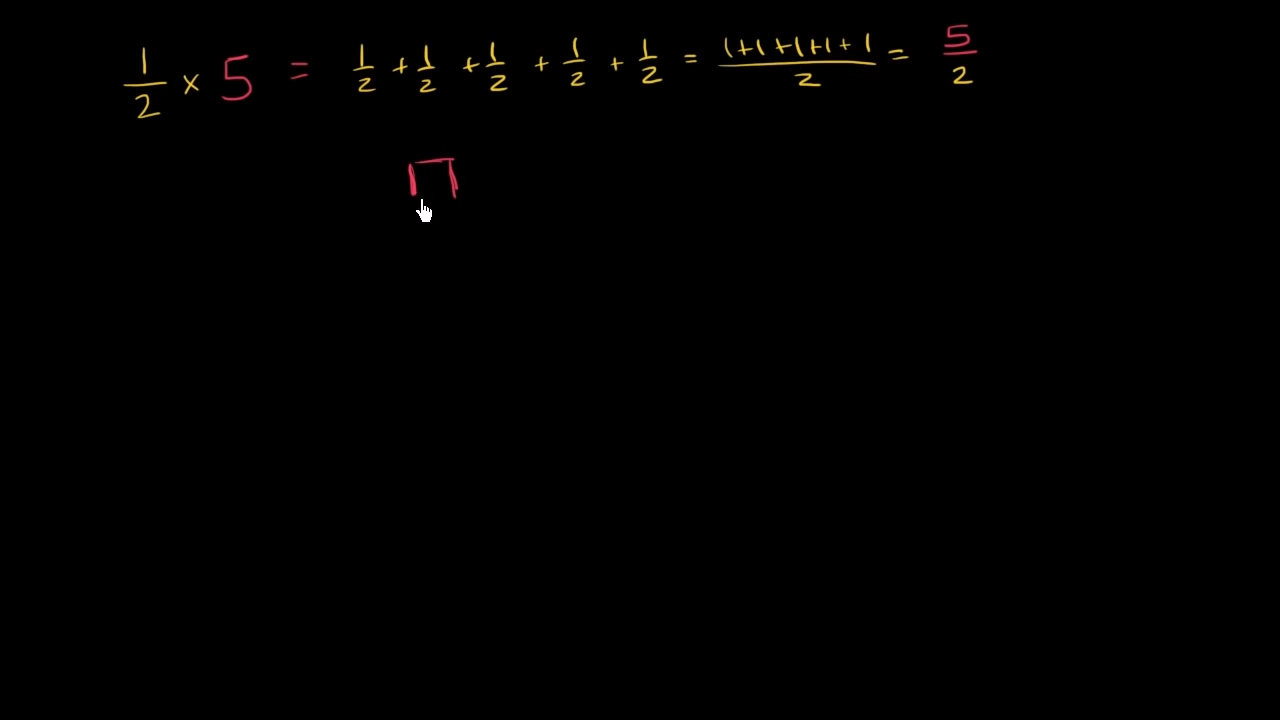 1/2 × 5 = 1/2 + 1/2 + 1/2 + 1/2 + 1/2 = (1+1+1+1+1)/2 = 5/2